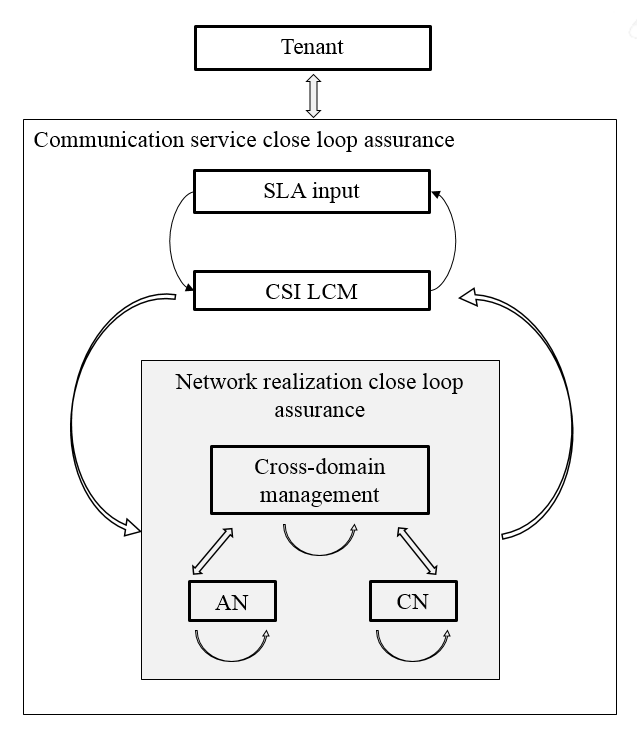 Tenant
Communication service close loop assurance
SLA input
CSI LCM
Network realization close loop
assurance
Cross-domain
management
AN
CN